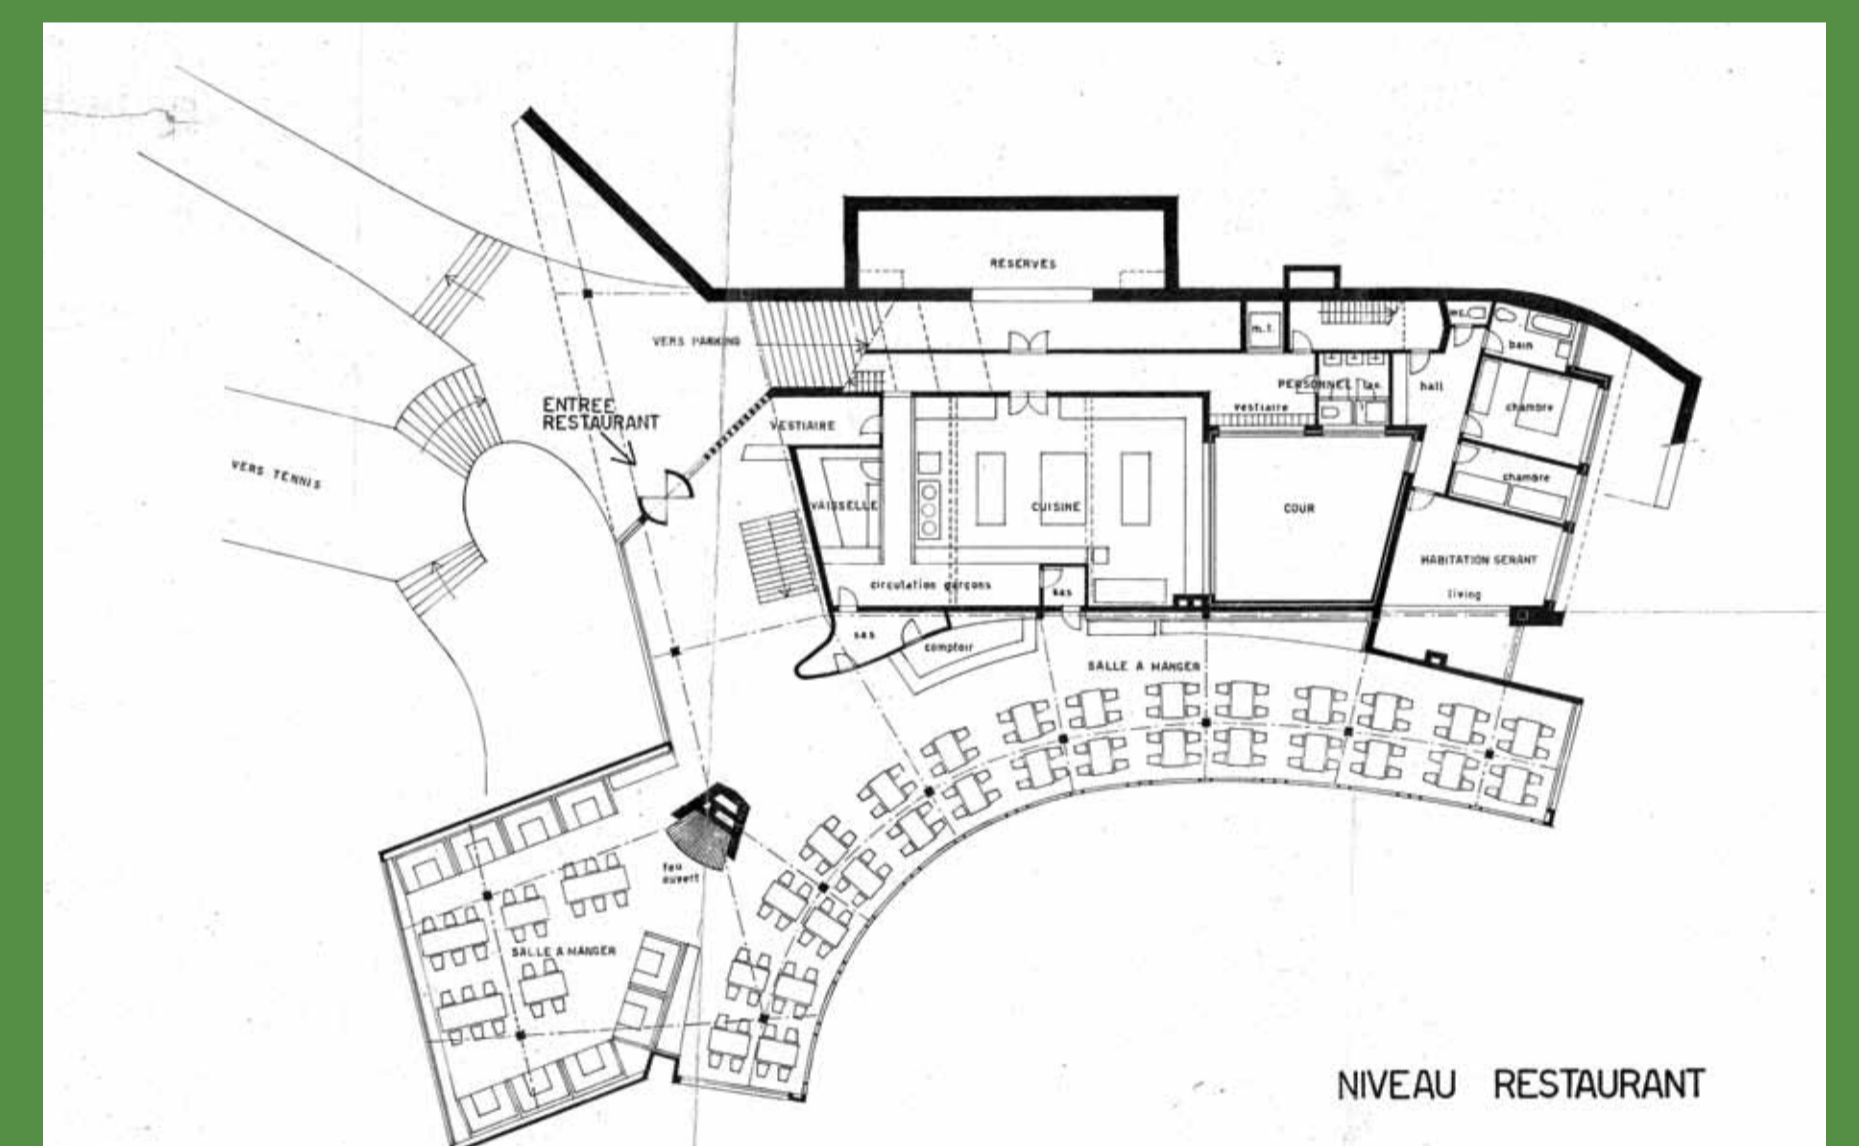 RESERVES
VERS PARKING
m.t.
w.c.
bain
PERSONNEL
lav.
hall
vestiaire
chambre
ENTREE
RESTAURANT
VESTIAIRE
VERS TENNIS
chambre
VAISSELLE
CUISINE
COUR
HABITATION GERANT
living
circulation garçons
sas
sas
comptoir
SALLE A MANGER
feu
ouvert
SALLE A MANGER
NIVEAU RESTAURANT